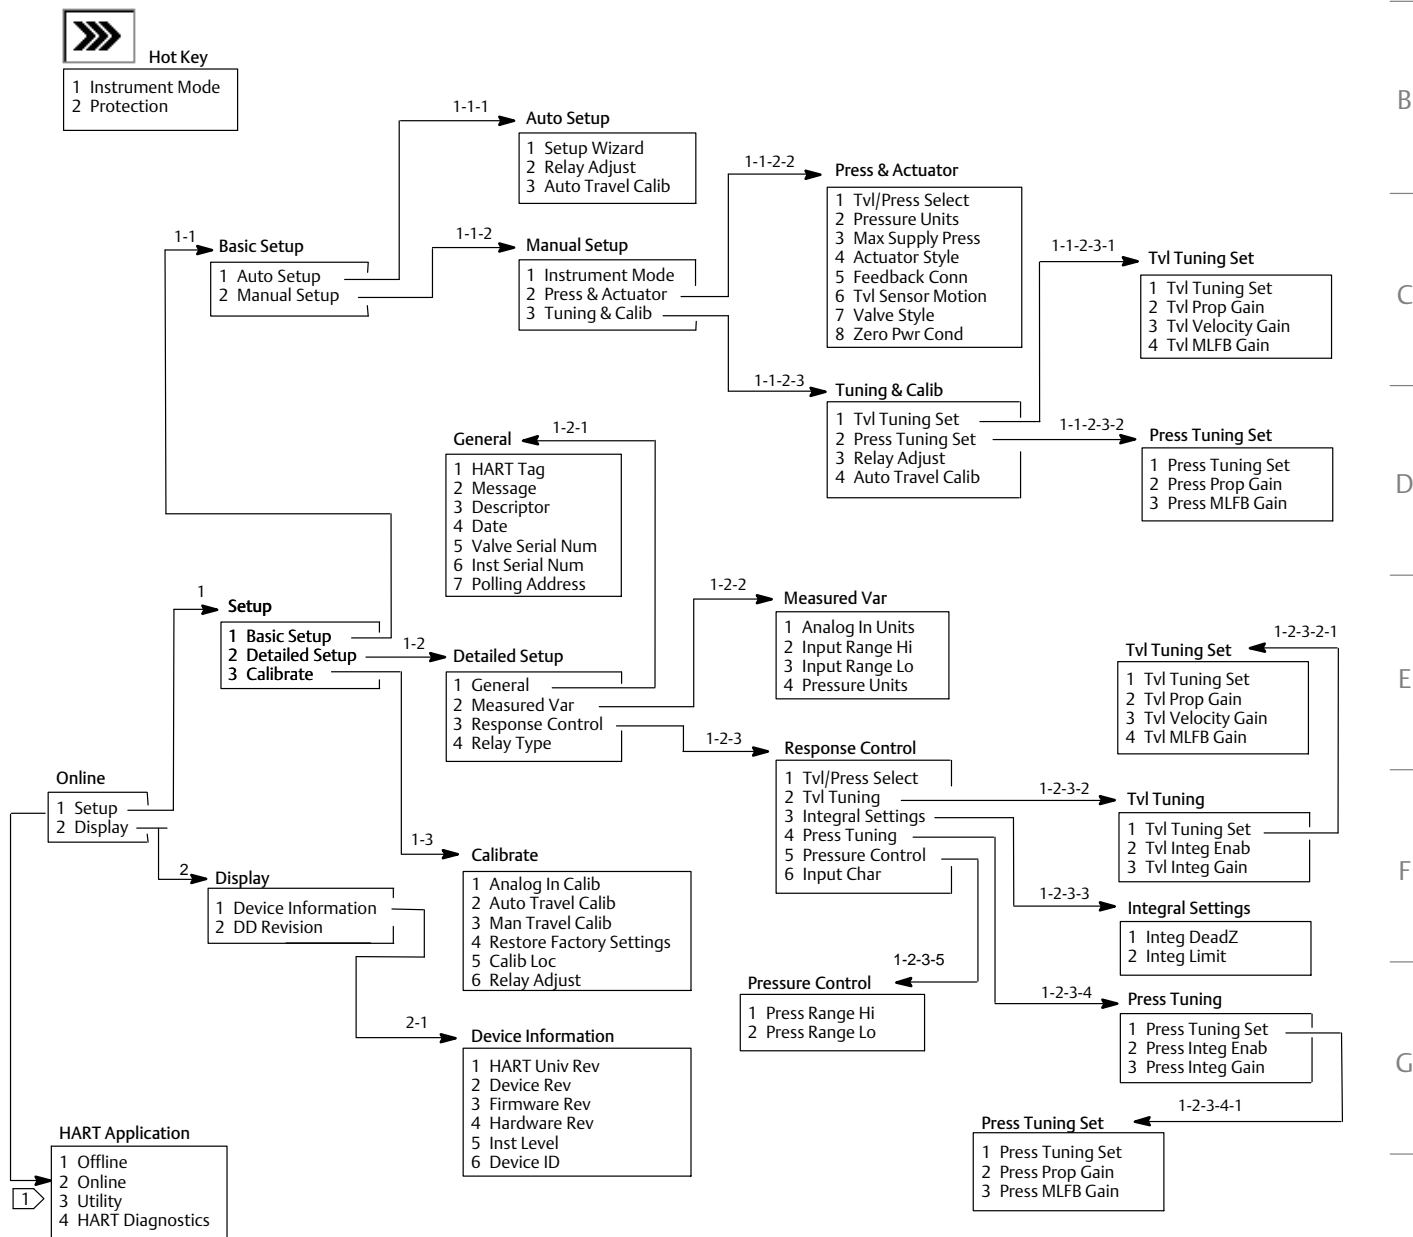 Hot Key
1 Instrument Mode
2 Protection
B
1-1-1
Auto Setup
1 Setup Wizard
2 Relay Adjust
3 Auto Travel Calib
1-1-2-2
Press & Actuator
1 Tvl/Press Select
2 Pressure Units
3 Max Supply Press
4 Actuator Style
5 Feedback Conn
6 Tvl Sensor Motion
7 Valve Style
8 Zero Pwr Cond
1-1
Basic Setup
1 Auto Setup
2 Manual Setup
1-1-2
Manual Setup
1 Instrument Mode
2 Press & Actuator
3 Tuning & Calib
1-1-2-3-1
Tvl Tuning Set
1 Tvl Tuning Set
2 Tvl Prop Gain
3 Tvl Velocity Gain
4 Tvl MLFB Gain
C
1-1-2-3
Tuning & Calib
1 Tvl Tuning Set
2 Press Tuning Set
3 Relay Adjust
4 Auto Travel Calib
1-1-2-3-2
Press Tuning Set
1 Press Tuning Set
2 Press Prop Gain
3 Press MLFB Gain
D
1-2-1
General
1 HART Tag
2 Message
3 Descriptor
4 Date
5 Valve Serial Num
6 Inst Serial Num
7 Polling Address
1
Setup
1 Basic Setup
2 Detailed Setup
3 Calibrate
1-2
Detailed Setup
1 General
2 Measured Var
3 Response Control
4 Relay Type
1-2-2
Measured Var
1 Analog In Units
2 Input Range Hi
3 Input Range Lo
4 Pressure Units
1-2-3-2-1
Tvl Tuning Set
1 Tvl Tuning Set
2 Tvl Prop Gain
3 Tvl Velocity Gain
4 Tvl MLFB Gain
E
1-2-3
Response Control
1 Tvl/Press Select
2 Tvl Tuning
3 Integral Settings
4 Press Tuning
5 Pressure Control
6 Input Char
Online
1 Setup
2 Display
1-2-3-2
Tvl Tuning
1 Tvl Tuning Set
2 Tvl Integ Enab
3 Tvl Integ Gain
F
1-3
Calibrate
1 Analog In Calib
2 Auto Travel Calib
3 Man Travel Calib
4 Restore Factory Settings
5 Calib Loc
6 Relay Adjust
2
Display
1 Device Information
2 DD Revision
1-2-3-3
Integral Settings
1 Integ DeadZ
2 Integ Limit
1-2-3-5
Pressure Control
1 Press Range Hi
2 Press Range Lo
1-2-3-4
Press Tuning
1 Press Tuning Set
2 Press Integ Enab
3 Press Integ Gain
G
2-1
Device Information
1 HART Univ Rev
2 Device Rev
3 Firmware Rev
4 Hardware Rev
5 Inst Level
6 Device ID
1-2-3-4-1
Press Tuning Set
1 Press Tuning Set
2 Press Prop Gain
3 Press MLFB Gain
HART Application
1 Offline
2 Online
3 Utility
4 HART Diagnostics
1